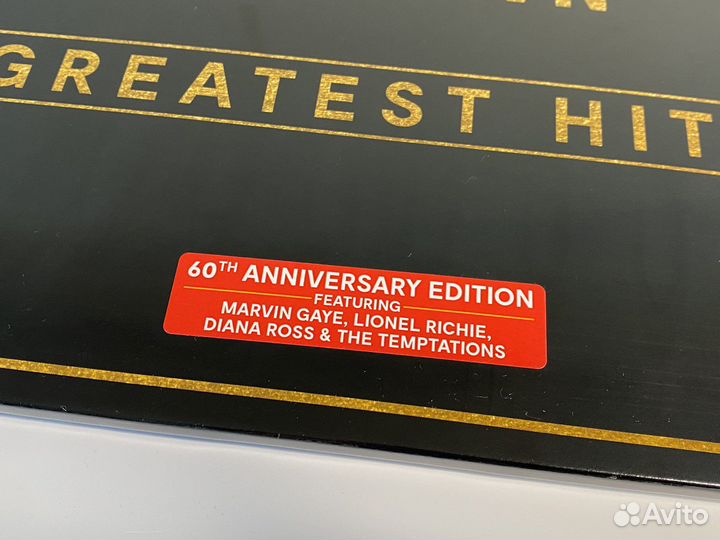 GREATEST HIT
60TH ANNIVERSARY EDITION
FEATURING
MARVIN GAYE, LIONEL RICHIE,
DIANA ROSS & THE TEMPTATIONS
Avito